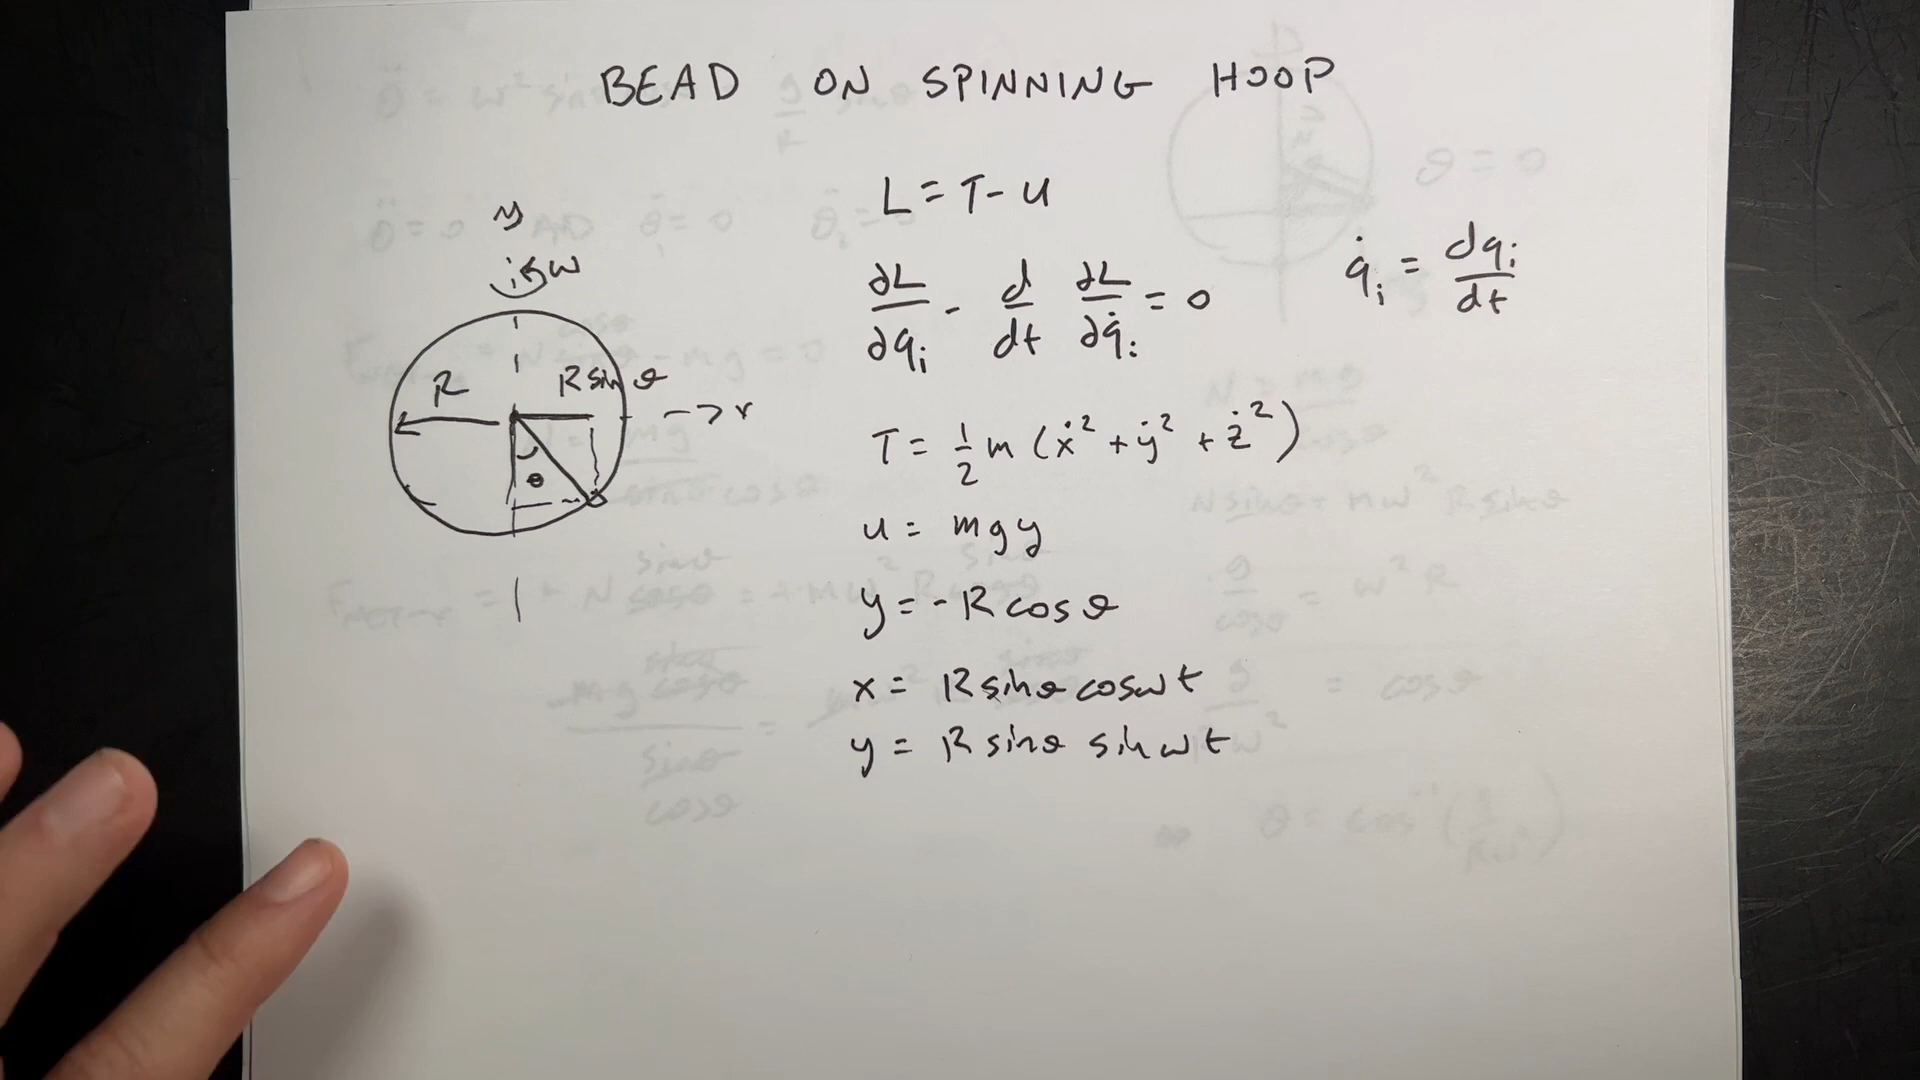 BEAD ON SPINNING HOOP
L = T - U
∂L/∂qᵢ - d/dt ∂L/∂q̇ᵢ = 0
q̇ᵢ = dqᵢ/dt
y
ω
R
R sin θ
→ r
θ
T = 1/2 m (ẋ² + ẏ² + ż²)
U = mgy
y = -R cos θ
x = R sin θ cos ωt
y = R sin θ sin ωt